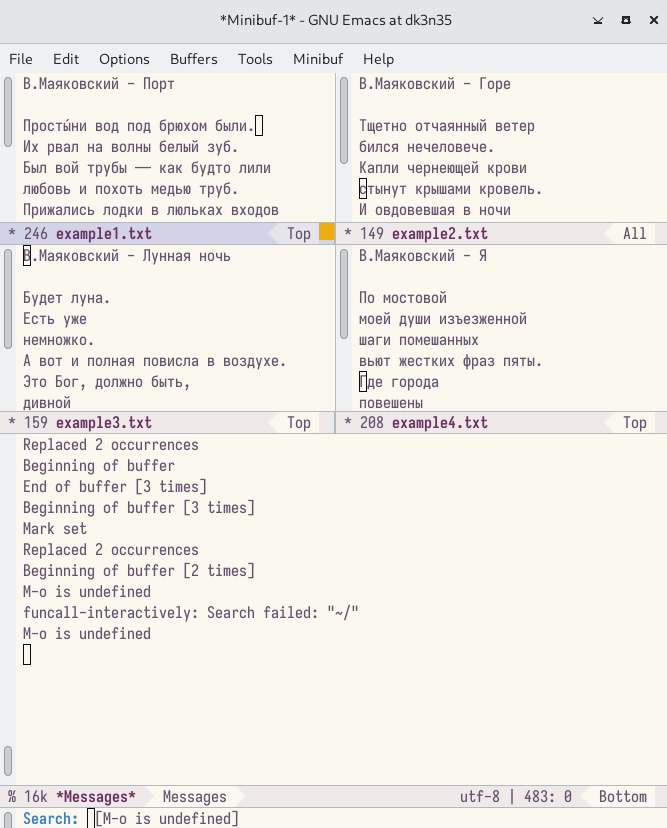 *Minibuf-1* - GNU Emacs at dk3n35
File Edit Options Buffers Tools Minibuf Help
В.Маяковский - Порт
Просты́ни вод под брюхом были.
Их рвал на волны белый зуб.
Был вой трубы — как будто лили
любовь и похоть медью труб.
Прижались лодки в люльках входов
* 246 example1.txt Top
В.Маяковский - Горе
Тщетно отчаянный ветер
бился нечеловече.
Капли чернеющей крови
стынут крышами кровель.
И овдовевшая в ночи
* 149 example2.txt All
В.Маяковский - Лунная ночь
Будет луна.
Есть уже
немножко.
А вот и полная повисла в воздухе.
Это Бог, должно быть,
дивной
* 159 example3.txt Top
В.Маяковский - Я
По мостовой
моей души изъезженной
шаги помешанных
вьют жестких фраз пяты.
Где города
повешены
* 208 example4.txt Top
Replaced 2 occurrences
Beginning of buffer
End of buffer [3 times]
Beginning of buffer [3 times]
Mark set
Replaced 2 occurrences
Beginning of buffer [2 times]
M-o is undefined
funcall-interactively: Search failed: "~/"
M-o is undefined
% 16k *Messages* Messages utf-8 | 483: 0 Bottom
Search: [M-o is undefined]